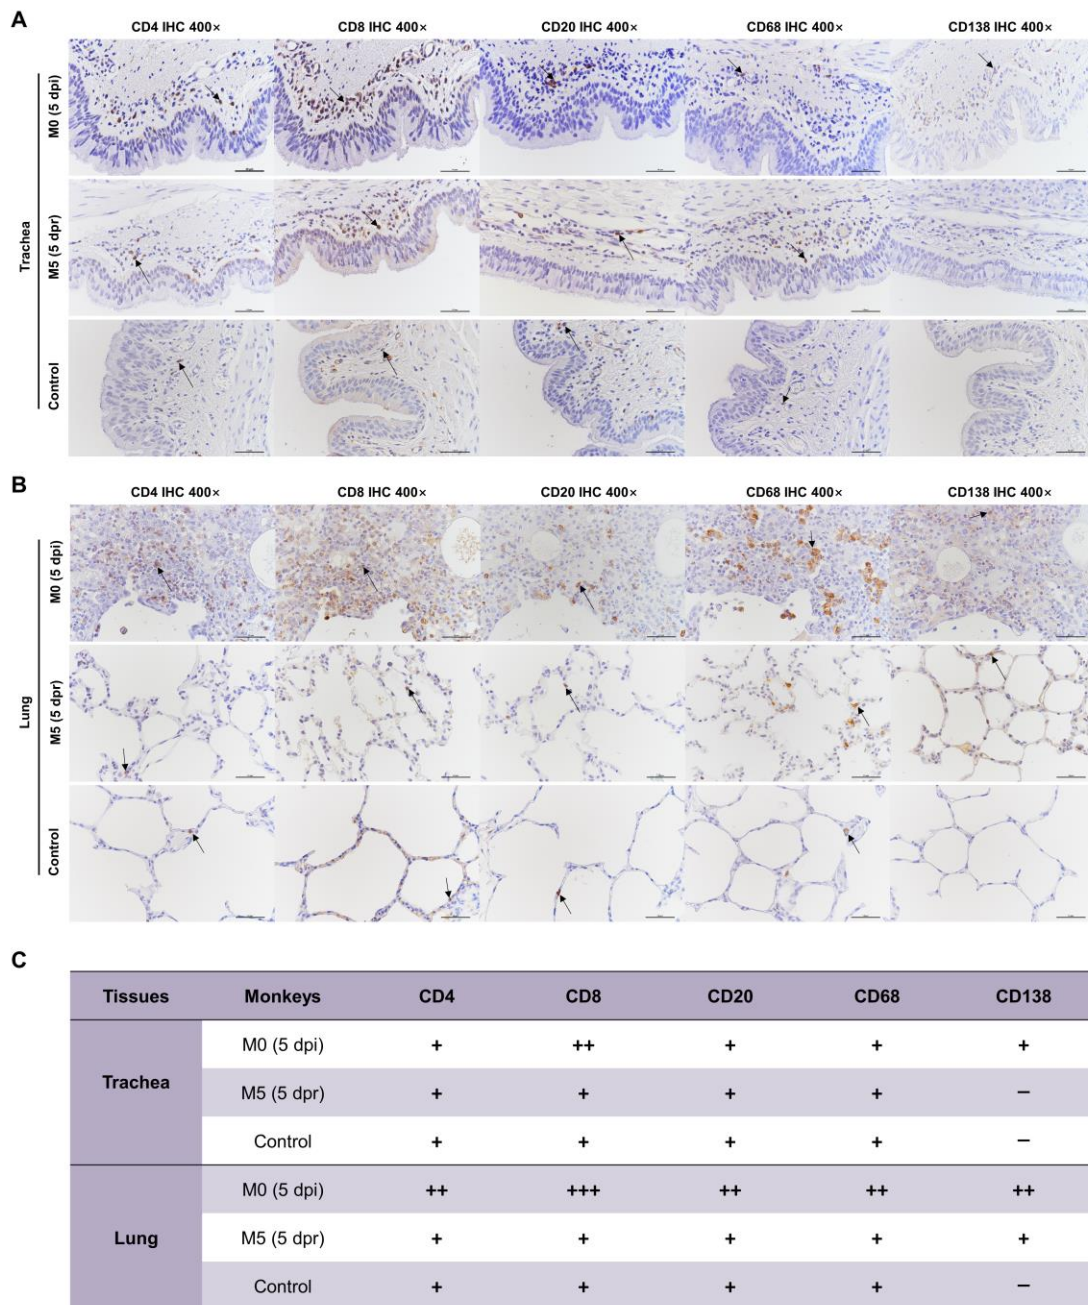 A
CD4 IHC 400× CD8 IHC 400× CD20 IHC 400× CD68 IHC 400× CD138 IHC 400×
Trachea
M0 (5 dpi)
M5 (5 dpr)
Control
B
CD4 IHC 400× CD8 IHC 400× CD20 IHC 400× CD68 IHC 400× CD138 IHC 400×
Lung
M0 (5 dpi)
M5 (5 dpr)
Control
C
Tissues Monkeys CD4 CD8 CD20 CD68 CD138
Trachea
M0 (5 dpi) + ++ + + +
M5 (5 dpr) + + + + −
Control + + + + −
Lung
M0 (5 dpi) ++ +++ ++ ++ ++
M5 (5 dpr) + + + + +
Control + + + + −